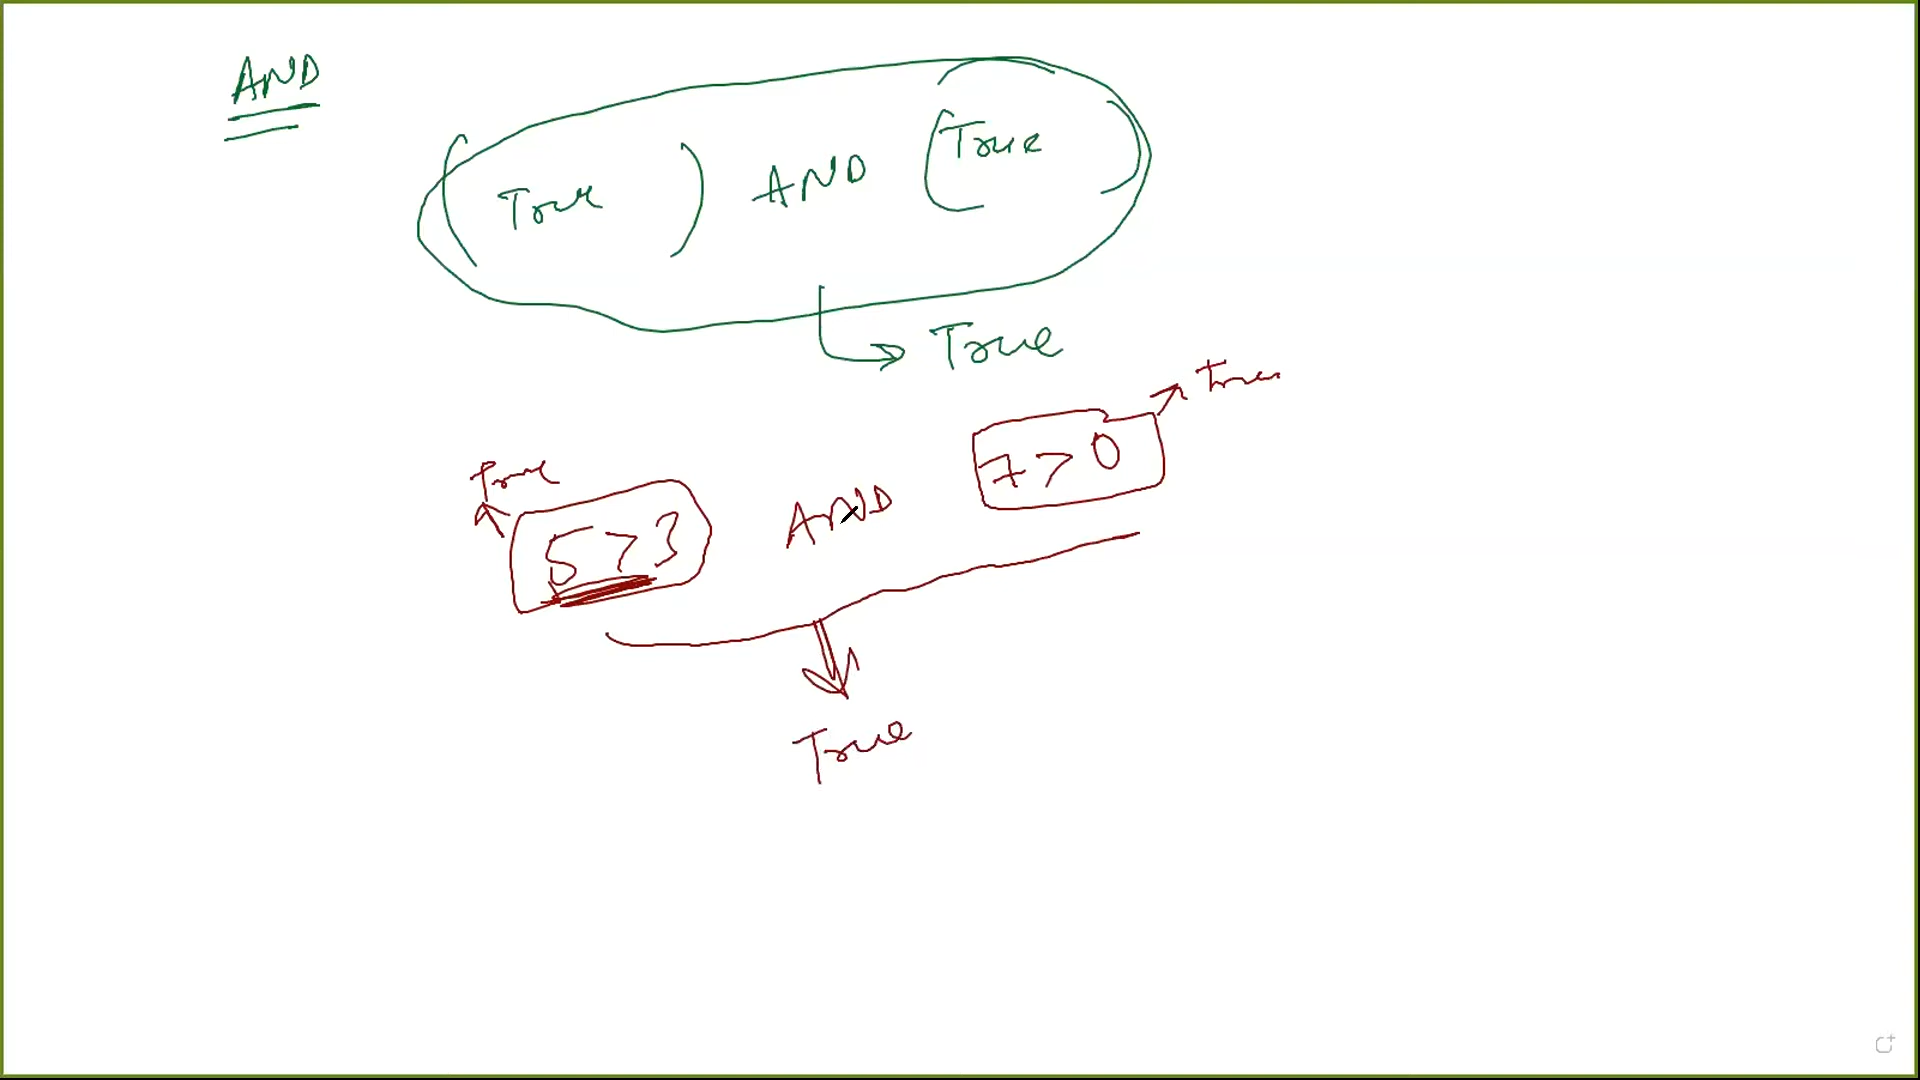 AND
(True) AND (True)
True
True
True
5>3 AND 7>0
True